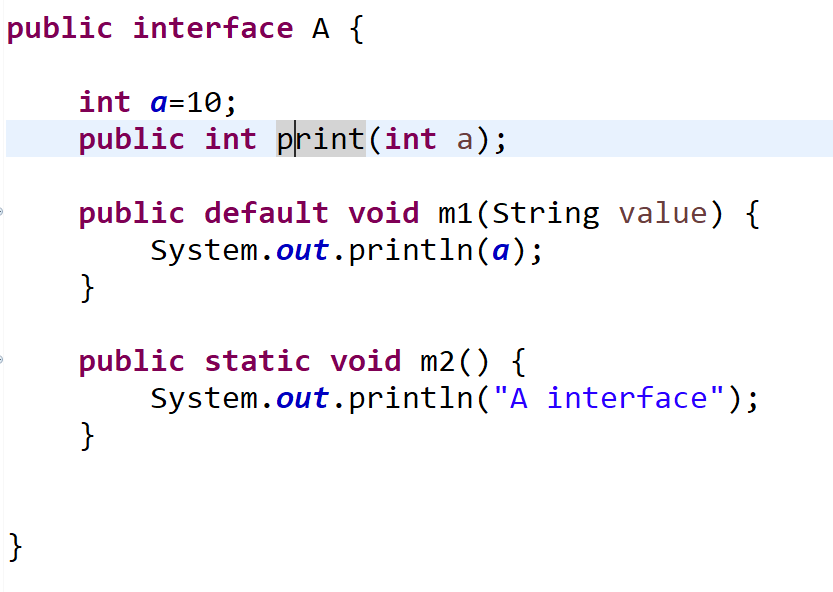 public interface A {
    int a=10;
    public int print(int a);
    public default void m1(String value) {
        System.out.println(a);
    }
    public static void m2() {
        System.out.println("A interface");
    }
}